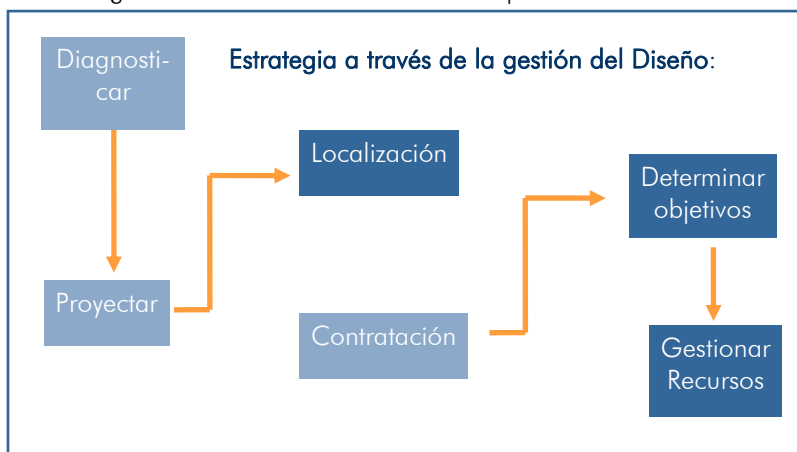 Estrategia a través de la gestión del Diseño:
Diagnosti-
car
Proyectar
Localización
Contratación
Determinar
objetivos
Gestionar
Recursos